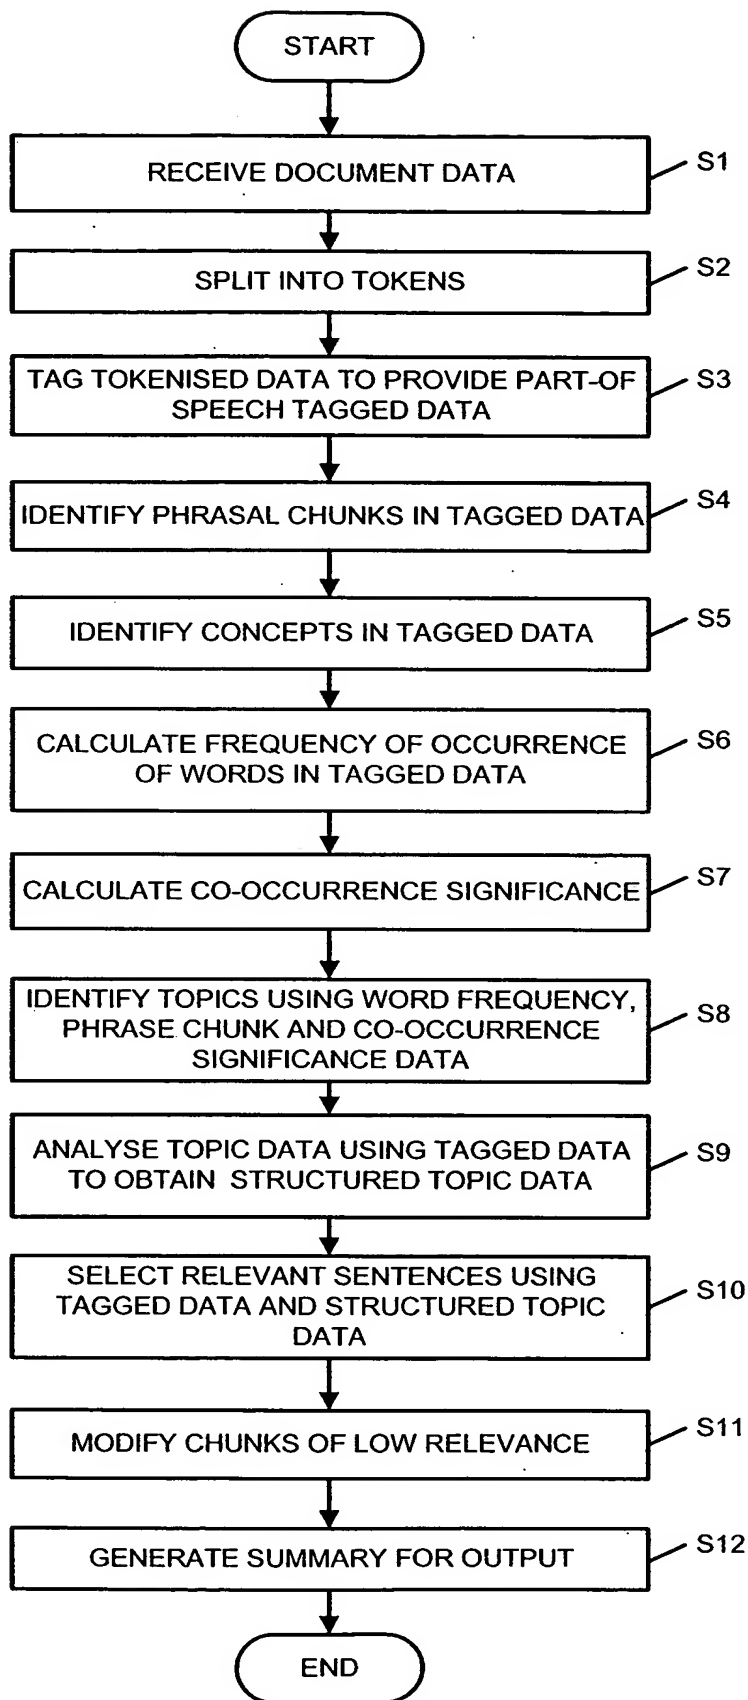 START
RECEIVE DOCUMENT DATA
S1
SPLIT INTO TOKENS
S2
TAG TOKENISED DATA TO PROVIDE PART-OF
SPEECH TAGGED DATA
S3
IDENTIFY PHRASAL CHUNKS IN TAGGED DATA
S4
IDENTIFY CONCEPTS IN TAGGED DATA
S5
CALCULATE FREQUENCY OF OCCURRENCE
OF WORDS IN TAGGED DATA
S6
CALCULATE CO-OCCURRENCE SIGNIFICANCE
S7
IDENTIFY TOPICS USING WORD FREQUENCY,
PHRASE CHUNK AND CO-OCCURRENCE
SIGNIFICANCE DATA
S8
ANALYSE TOPIC DATA USING TAGGED DATA
TO OBTAIN STRUCTURED TOPIC DATA
S9
SELECT RELEVANT SENTENCES USING
TAGGED DATA AND STRUCTURED TOPIC
DATA
S10
MODIFY CHUNKS OF LOW RELEVANCE
S11
GENERATE SUMMARY FOR OUTPUT
S12
END